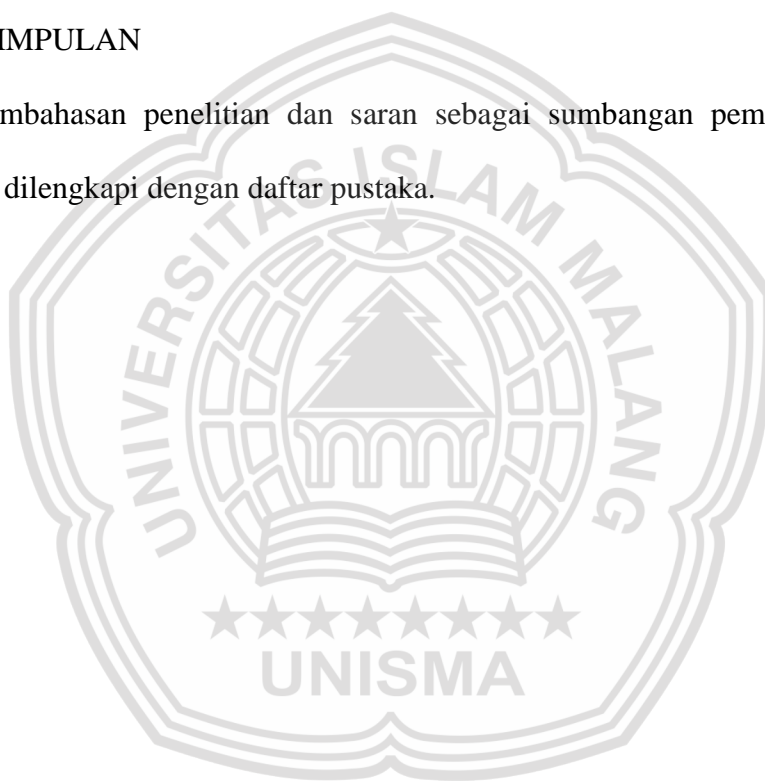 IMPULAN
mbahasan penelitian dan saran sebagai sumbangan pem
dilengkapi dengan daftar pustaka.
UNIVERSITAS ISLAM MALANG
UNISMA